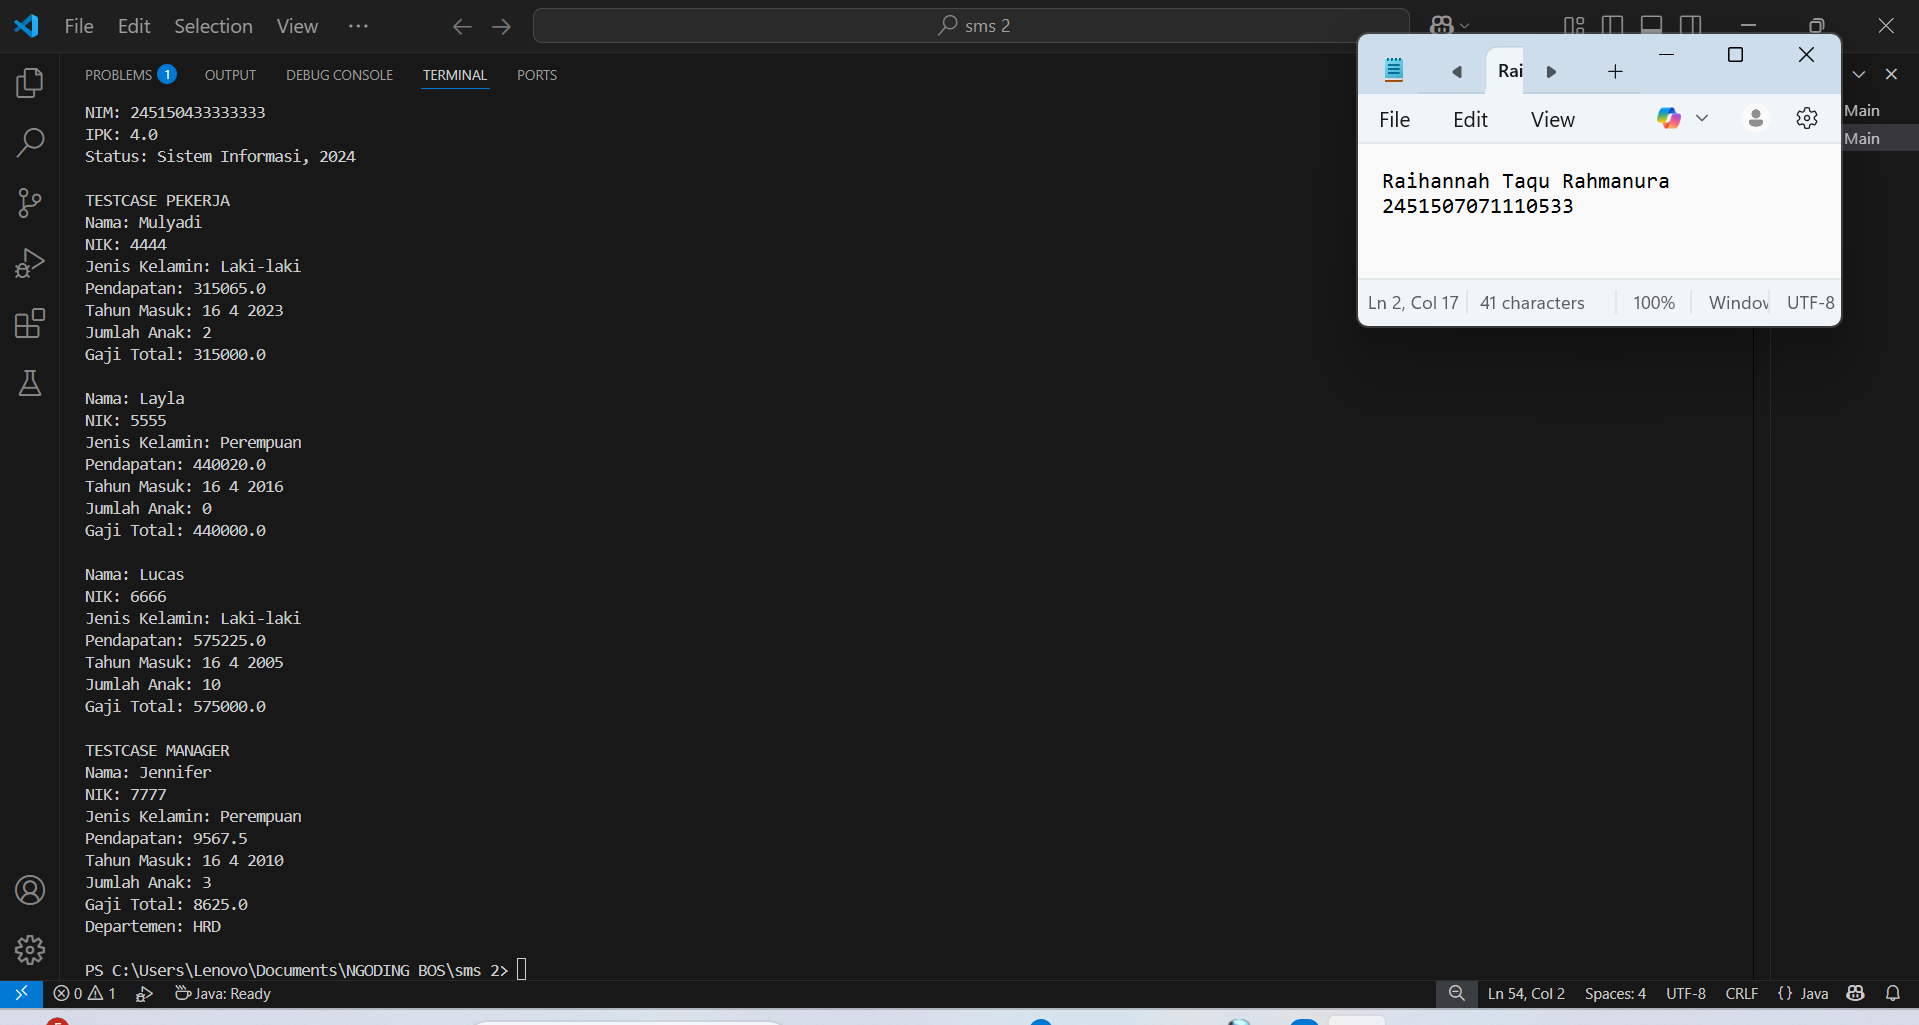 File Edit Selection View ···
sms 2
PROBLEMS 1 OUTPUT DEBUG CONSOLE TERMINAL PORTS
NIM: 245150433333333
IPK: 4.0
Status: Sistem Informasi, 2024
TESTCASE PEKERJA
Nama: Mulyadi
NIK: 4444
Jenis Kelamin: Laki-laki
Pendapatan: 315065.0
Tahun Masuk: 16 4 2023
Jumlah Anak: 2
Gaji Total: 315000.0
Nama: Layla
NIK: 5555
Jenis Kelamin: Perempuan
Pendapatan: 440020.0
Tahun Masuk: 16 4 2016
Jumlah Anak: 0
Gaji Total: 440000.0
Nama: Lucas
NIK: 6666
Jenis Kelamin: Laki-laki
Pendapatan: 575225.0
Tahun Masuk: 16 4 2005
Jumlah Anak: 10
Gaji Total: 575000.0
TESTCASE MANAGER
Nama: Jennifer
NIK: 7777
Jenis Kelamin: Perempuan
Pendapatan: 9567.5
Tahun Masuk: 16 4 2010
Jumlah Anak: 3
Gaji Total: 8625.0
Departemen: HRD
PS C:\Users\Lenovo\Documents\NGODING BOS\sms 2>
Rai
File Edit View
Raihannah Taqu Rahmanura
2451507071110533
Ln 2, Col 17 41 characters 100% Window UTF-8
Main
Main
0 1 Java: Ready
Ln 54, Col 2 Spaces: 4 UTF-8 CRLF {} Java